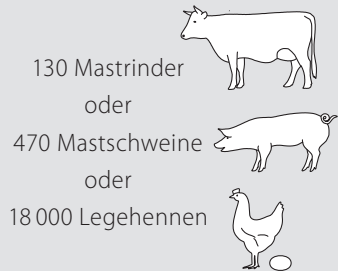 130 Mastrinder
oder
470 Mastschweine
oder
18 000 Legehennen